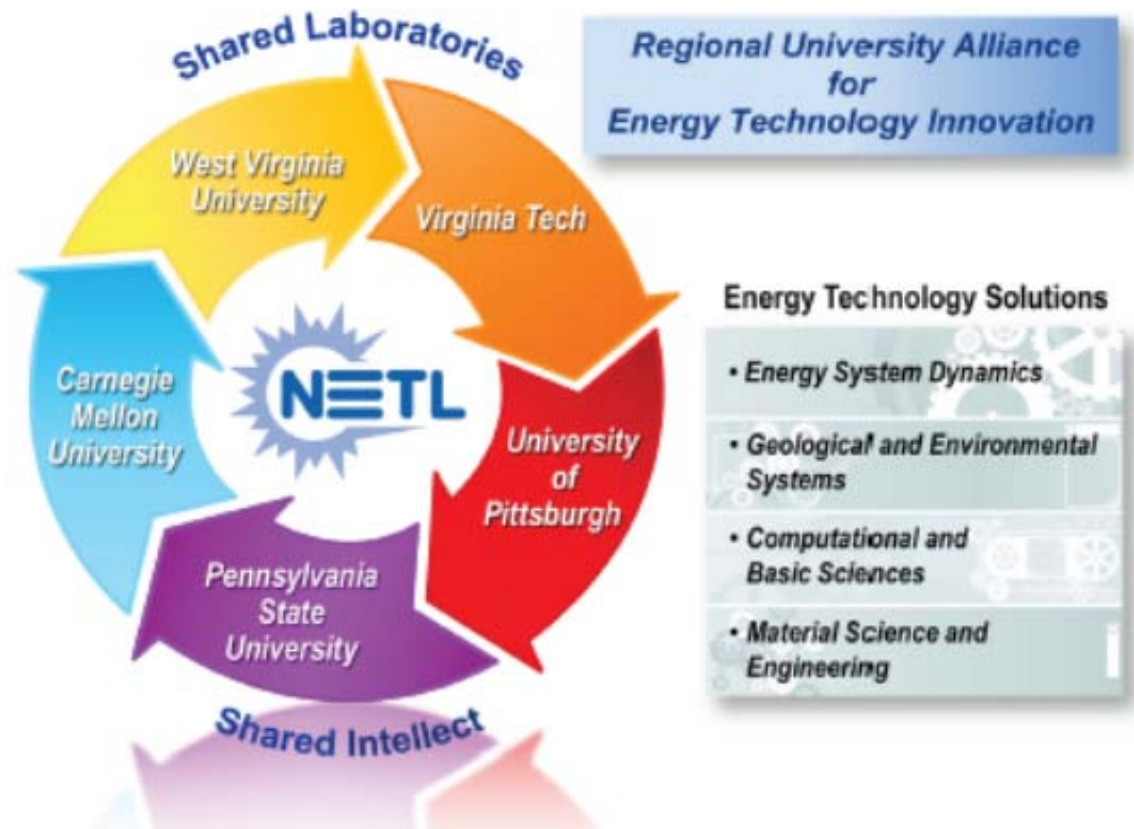 Shared Laboratories
Regional University Alliance
for
Energy Technology Innovation
West Virginia
University
Virginia Tech
University
of
Pittsburgh
Pennsylvania
State
University
Carnegie
Mellon
University
NETL
Shared Intellect
Energy Technology Solutions
• Energy System Dynamics
• Geological and Environmental
Systems
• Computational and
Basic Sciences
• Material Science and
Engineering